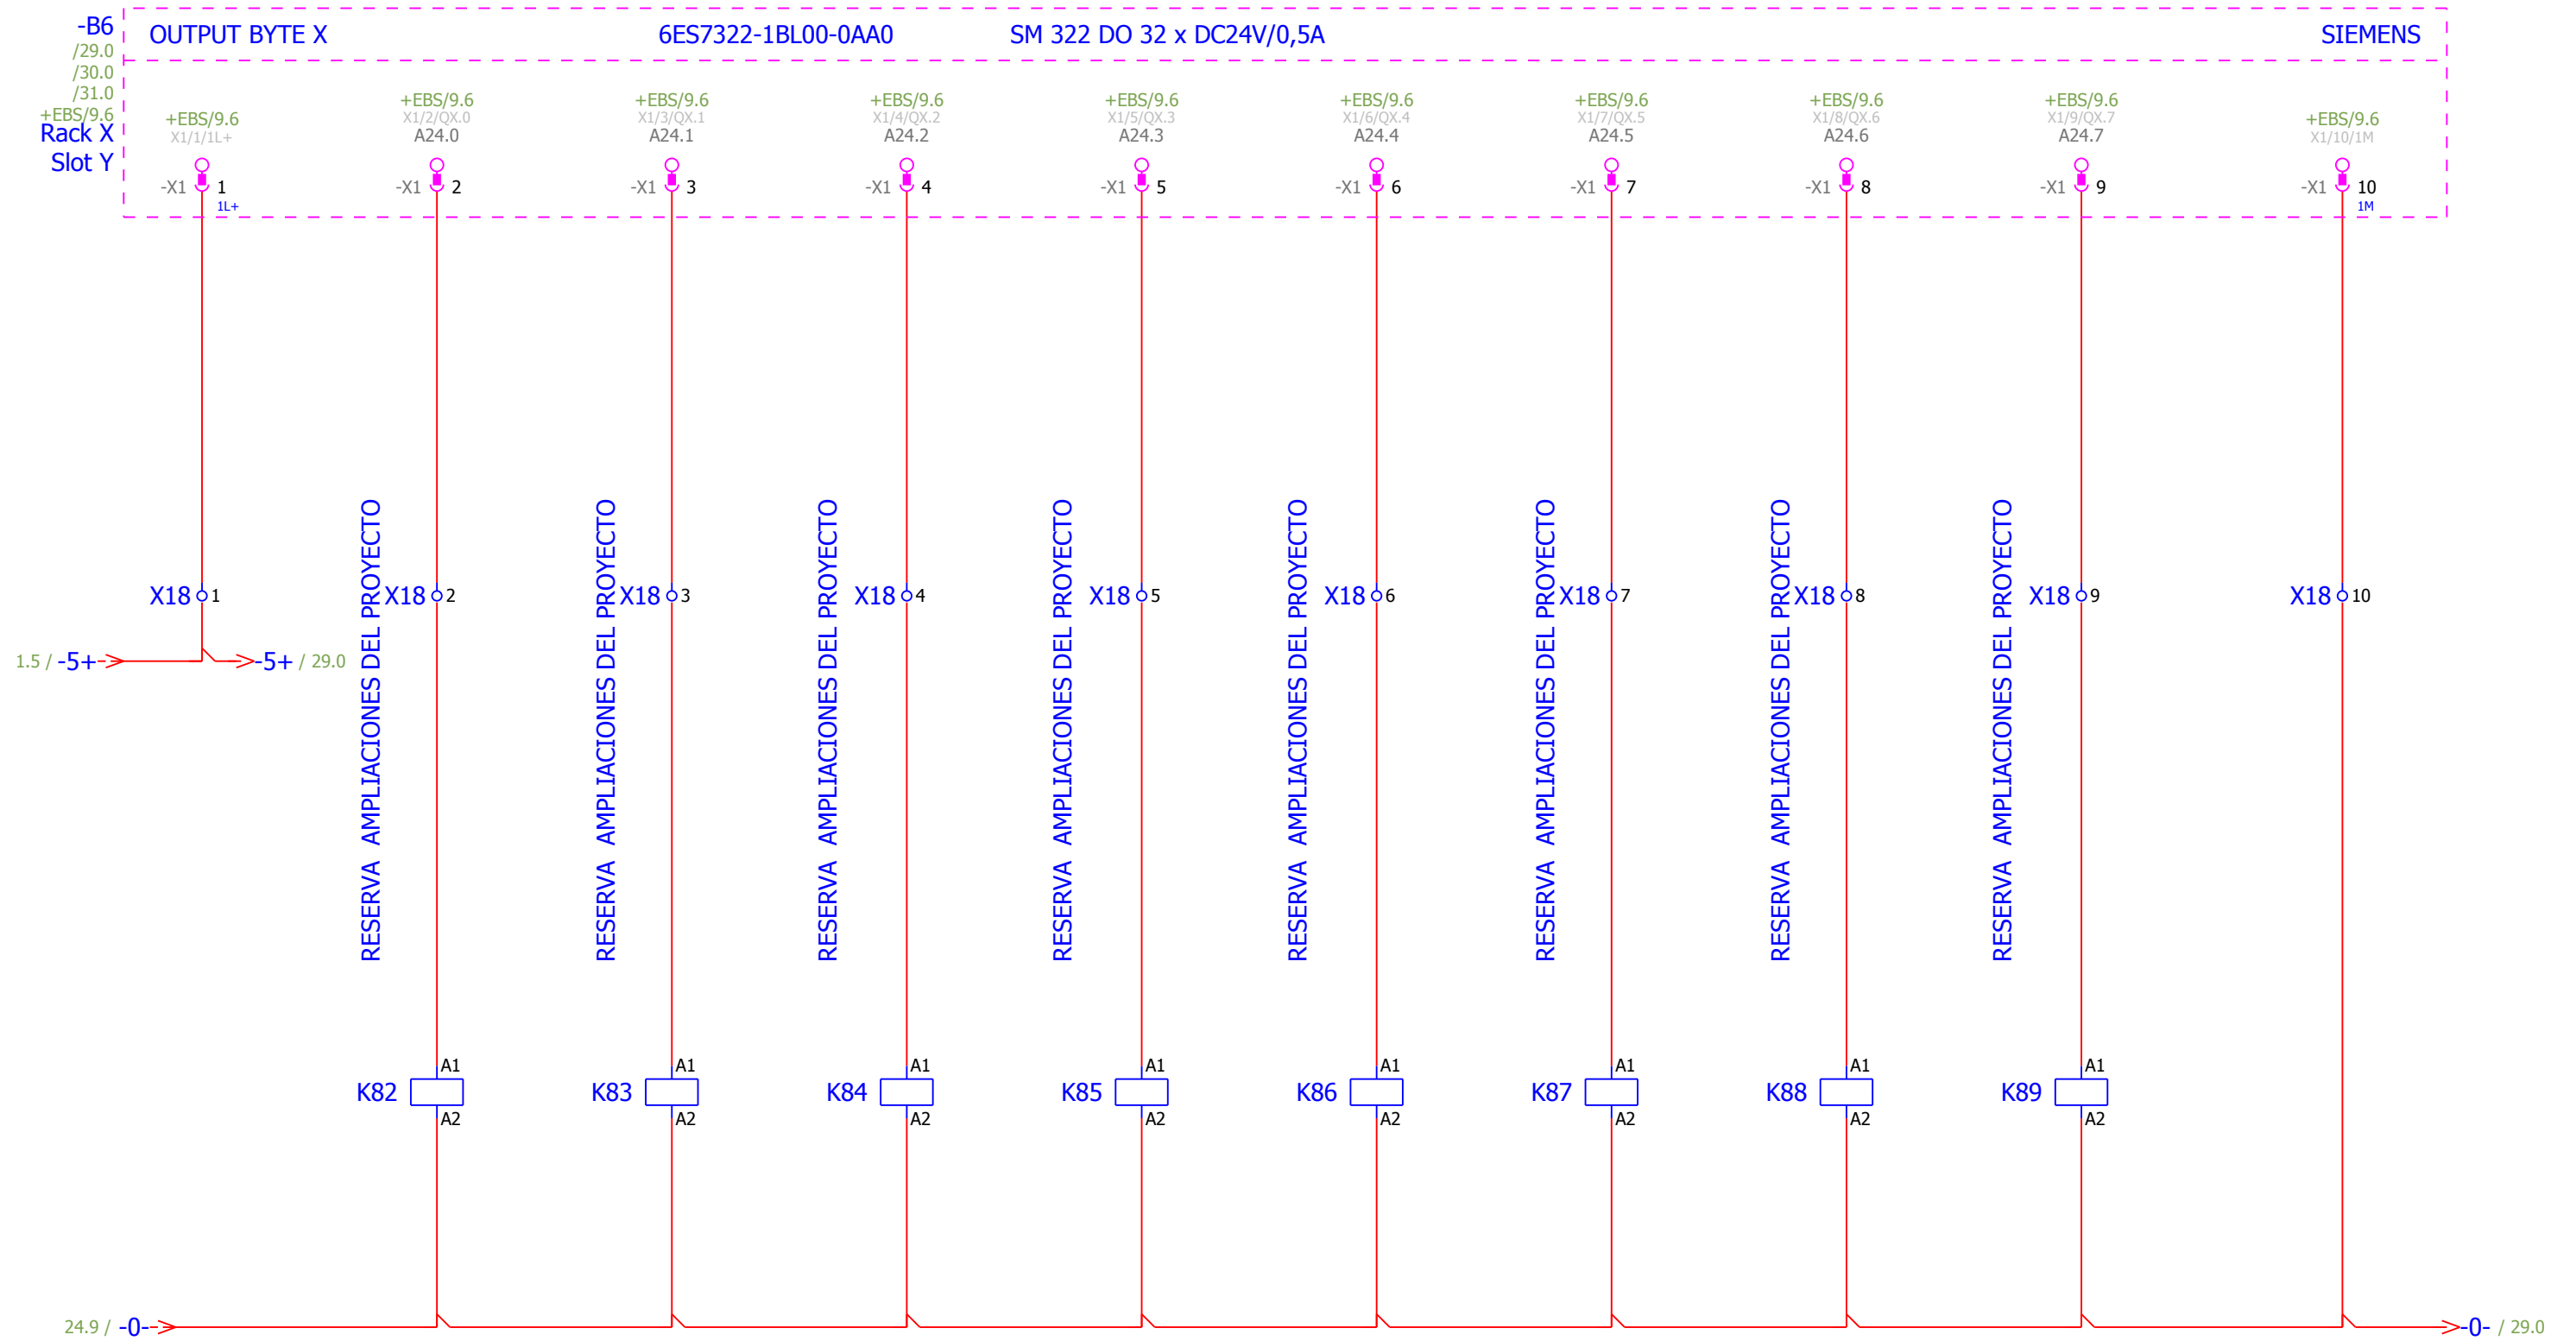 -B6
/29.0
/30.0
/31.0
+EBS/9.6
Rack X
Slot Y
OUTPUT BYTE X 6ES7322-1BL00-0AA0 SM 322 DO 32 x DC24V/0,5A SIEMENS
+EBS/9.6 +EBS/9.6 +EBS/9.6 +EBS/9.6 +EBS/9.6 +EBS/9.6 +EBS/9.6 +EBS/9.6 +EBS/9.6 +EBS/9.6
X1/1/1L+ X1/2/QX.0 X1/3/QX.1 X1/4/QX.2 X1/5/QX.3 X1/6/QX.4 X1/7/QX.5 X1/8/QX.6 X1/9/QX.7 X1/10/1M
A24.0 A24.1 A24.2 A24.3 A24.4 A24.5 A24.6 A24.7
-X1 1 -X1 2 -X1 3 -X1 4 -X1 5 -X1 6 -X1 7 -X1 8 -X1 9 -X1 10
1L+ 1M
RESERVA AMPLIACIONES DEL PROYECTO
RESERVA AMPLIACIONES DEL PROYECTO
RESERVA AMPLIACIONES DEL PROYECTO
RESERVA AMPLIACIONES DEL PROYECTO
RESERVA AMPLIACIONES DEL PROYECTO
RESERVA AMPLIACIONES DEL PROYECTO
RESERVA AMPLIACIONES DEL PROYECTO
RESERVA AMPLIACIONES DEL PROYECTO
X18 1 X18 2 X18 3 X18 4 X18 5 X18 6 X18 7 X18 8 X18 9 X18 10
1.5 / -5+ -5+ / 29.0
A1 A1 A1 A1 A1 A1 A1 A1
K82 K83 K84 K85 K86 K87 K88 K89
A2 A2 A2 A2 A2 A2 A2 A2
24.9 / -0- -0- / 29.0